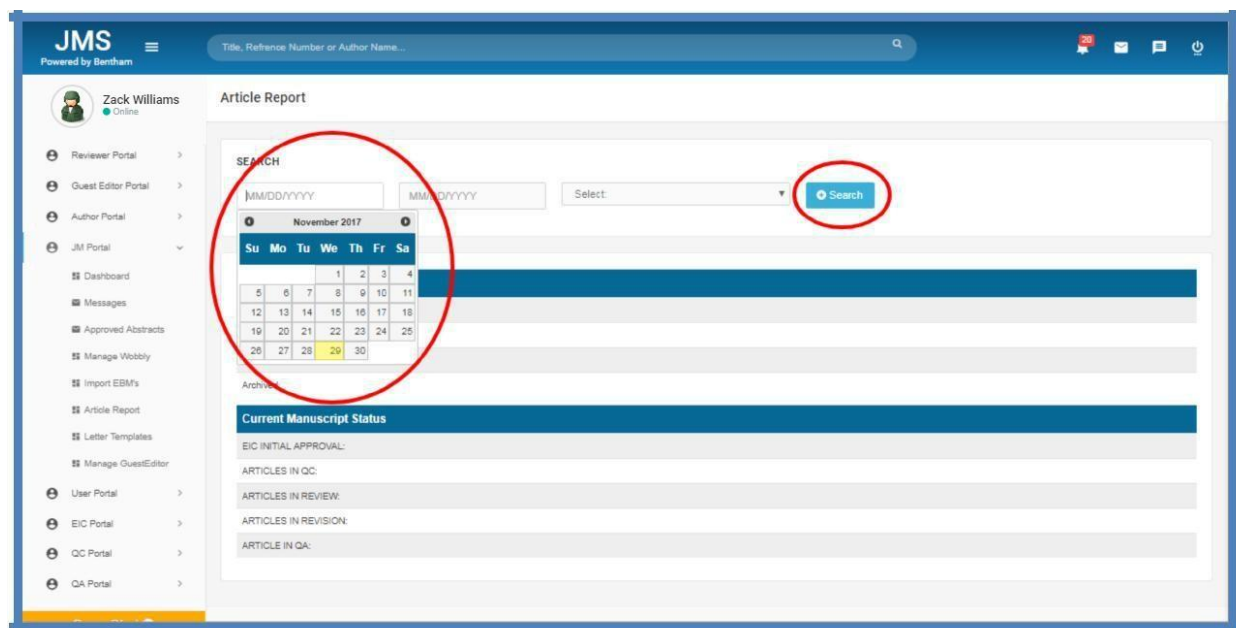 JMS
Powered by Bentham
Title, Refrence Number or Author Name...
20
Zack Williams
Online
Article Report
Reviewer Portal
Guest Editor Portal
Author Portal
JM Portal
Dashboard
Messages
Approved Abstracts
Manage Wobbly
Import EBM's
Article Report
Letter Templates
Manage GuestEditor
User Portal
EIC Portal
QC Portal
QA Portal
SEARCH
MM/DD/YYYY MM/DD/YYYY Select: Search
November 2017
Su Mo Tu We Th Fr Sa
1 2 3 4
5 6 7 8 9 10 11
12 13 14 15 16 17 18
19 20 21 22 23 24 25
26 27 28 29 30
Current Manuscript Status
EIC INITIAL APPROVAL:
ARTICLES IN QC:
ARTICLES IN REVIEW:
ARTICLES IN REVISION:
ARTICLE IN QA: